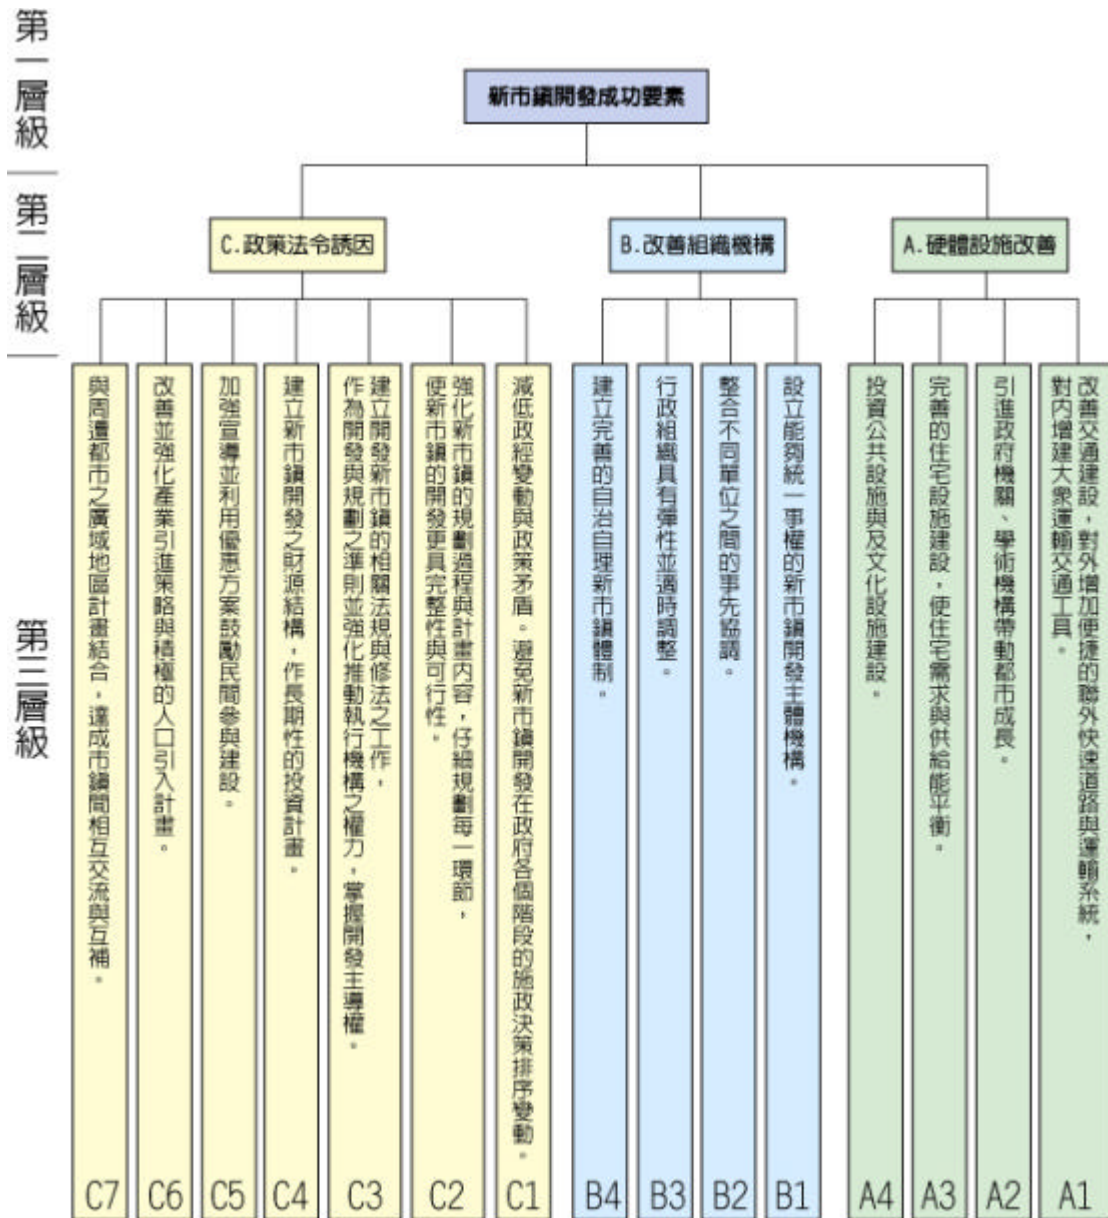 第一層級
新市鎮開發成功要素
第二層級
C.政策法令誘因
B.改善組織機構
A.硬體設施改善
第三層級
改善交通建設，對外增加便捷的聯外快速道路與運輸系統，
對內增建大眾運輸交通工具。
A1
引進政府機關、學術機構帶動都市成長。
A2
完善的住宅設施建設，使住宅需求與供給能平衡。
A3
投資公共設施與及文化設施建設。
A4
設立能夠統一事權的新市鎮開發主體機構。
B1
整合不同單位之間的事先協調。
B2
行政組織具有彈性並適時調整。
B3
建立完善的自治自理新市鎮體制。
B4
減低政經變動與政策矛盾。避免新市鎮開發在政府各個階段的施政決策排序變動。
C1
強化新市鎮的規劃過程與計畫內容，仔細規劃每一環節，
使新市鎮的開發更具完整性與可行性。
C2
建立開發新市鎮的相關法規與修法之工作，
作為開發與規劃之準則並強化推動執行機構之權力，掌握開發主導權。
C3
建立新市鎮開發之財源結構，作長期性的投資計畫。
C4
加強宣導並利用優惠方案鼓勵民間參與建設。
C5
改善並強化產業引進策略與積極的人口引入計畫。
C6
與周遭都市之廣域地區計畫結合，達成市鎮間相互交流與互補。
C7